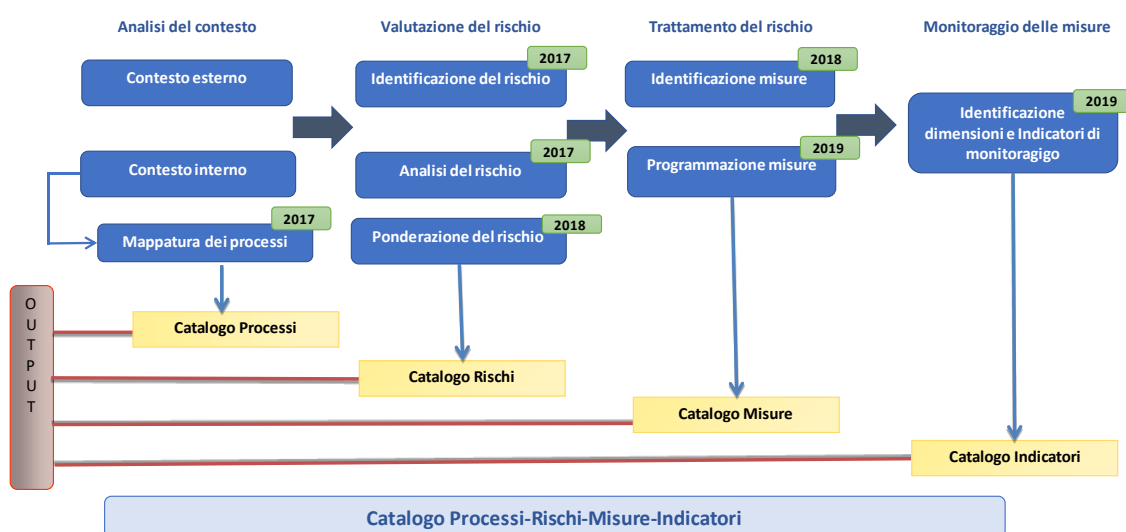 Analisi del contesto
Valutazione del rischio
Trattamento del rischio
Monitoraggio delle misure
Contesto esterno
2017
Identificazione del rischio
2018
Identificazione misure
2019
Identificazione
dimensioni e Indicatori di
monitoragigo
Contesto interno
2017
Analisi del rischio
2019
Programmazione misure
2017
Mappatura dei processi
2018
Ponderazione del rischio
OUTPUT
Catalogo Processi
Catalogo Rischi
Catalogo Misure
Catalogo Indicatori
Catalogo Processi-Rischi-Misure-Indicatori